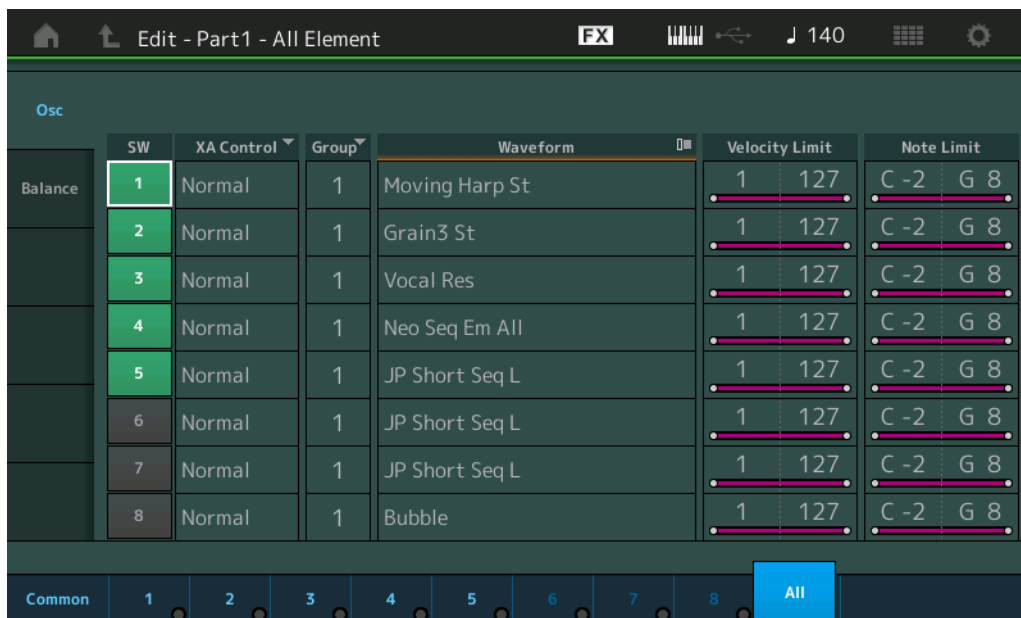 Edit - Part1 - All Element FX ♩ 140
Osc
SW XA Control Group Waveform Velocity Limit Note Limit
Balance 1 Normal 1 Moving Harp St 1 127 C -2 G 8
2 Normal 1 Grain3 St 1 127 C -2 G 8
3 Normal 1 Vocal Res 1 127 C -2 G 8
4 Normal 1 Neo Seq Em All 1 127 C -2 G 8
5 Normal 1 JP Short Seq L 1 127 C -2 G 8
6 Normal 1 JP Short Seq L 1 127 C -2 G 8
7 Normal 1 JP Short Seq L 1 127 C -2 G 8
8 Normal 1 Bubble 1 127 C -2 G 8
Common 1 2 3 4 5 6 7 8 All